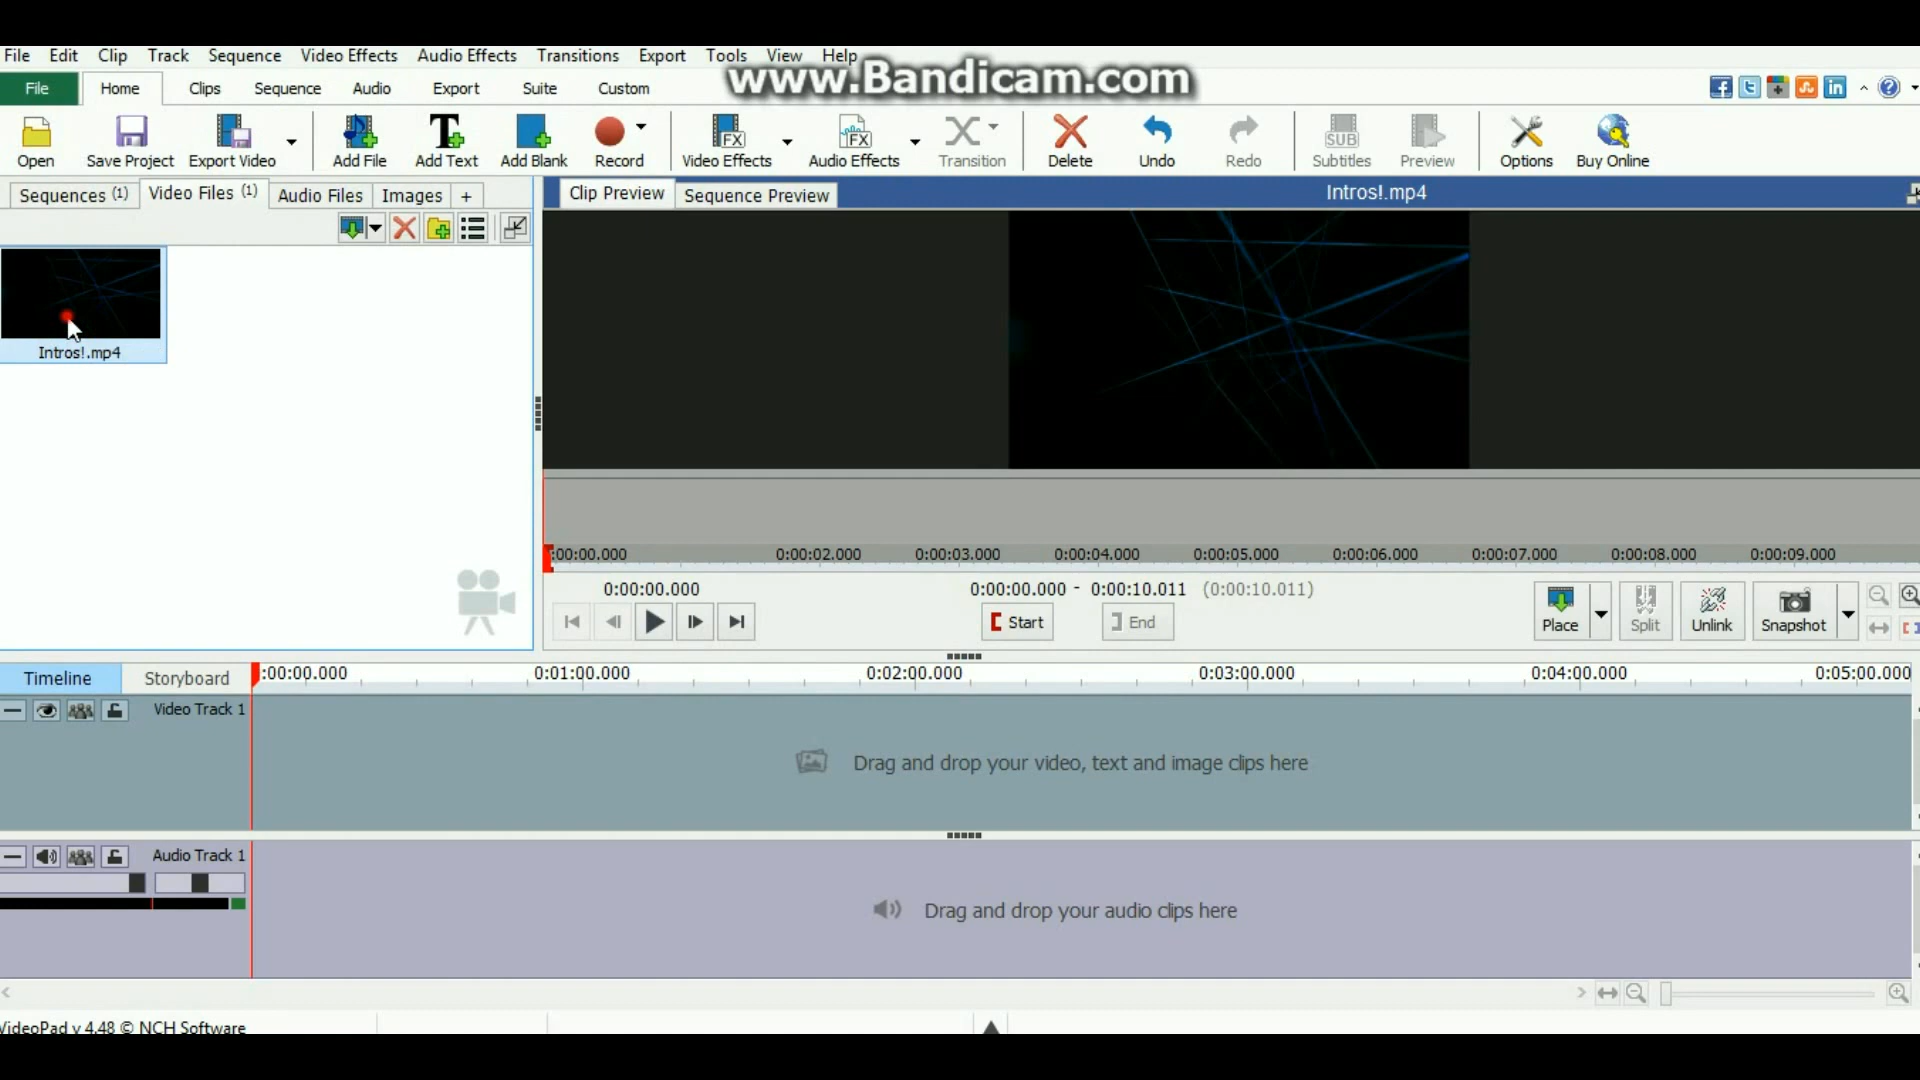 File Edit Clip Track Sequence Video Effects Audio Effects Transitions Export Tools View Help
www.Bandicam.com
File Home Clips Sequence Audio Export Suite Custom
Open Save Project Export Video Add File Add Text Add Blank Record Video Effects Audio Effects Transition Delete Undo Redo Subtitles Preview Options Buy Online
Sequences (1) Video Files (1) Audio Files Images +
Clip Preview Sequence Preview Intros!.mp4
Intros!.mp4
:00:00.000 0:00:02.000 0:00:03.000 0:00:04.000 0:00:05.000 0:00:06.000 0:00:07.000 0:00:08.000 0:00:09.000
0:00:00.000 0:00:00.000 - 0:00:10.011 (0:00:10.011)
Start End Place Split Unlink Snapshot
Timeline Storyboard :00:00.000 0:01:00.000 0:02:00.000 0:03:00.000 0:04:00.000 0:05:00.000
Video Track 1
Drag and drop your video, text and image clips here
Audio Track 1
Drag and drop your audio clips here
VideoPad v 4.48 © NCH Software